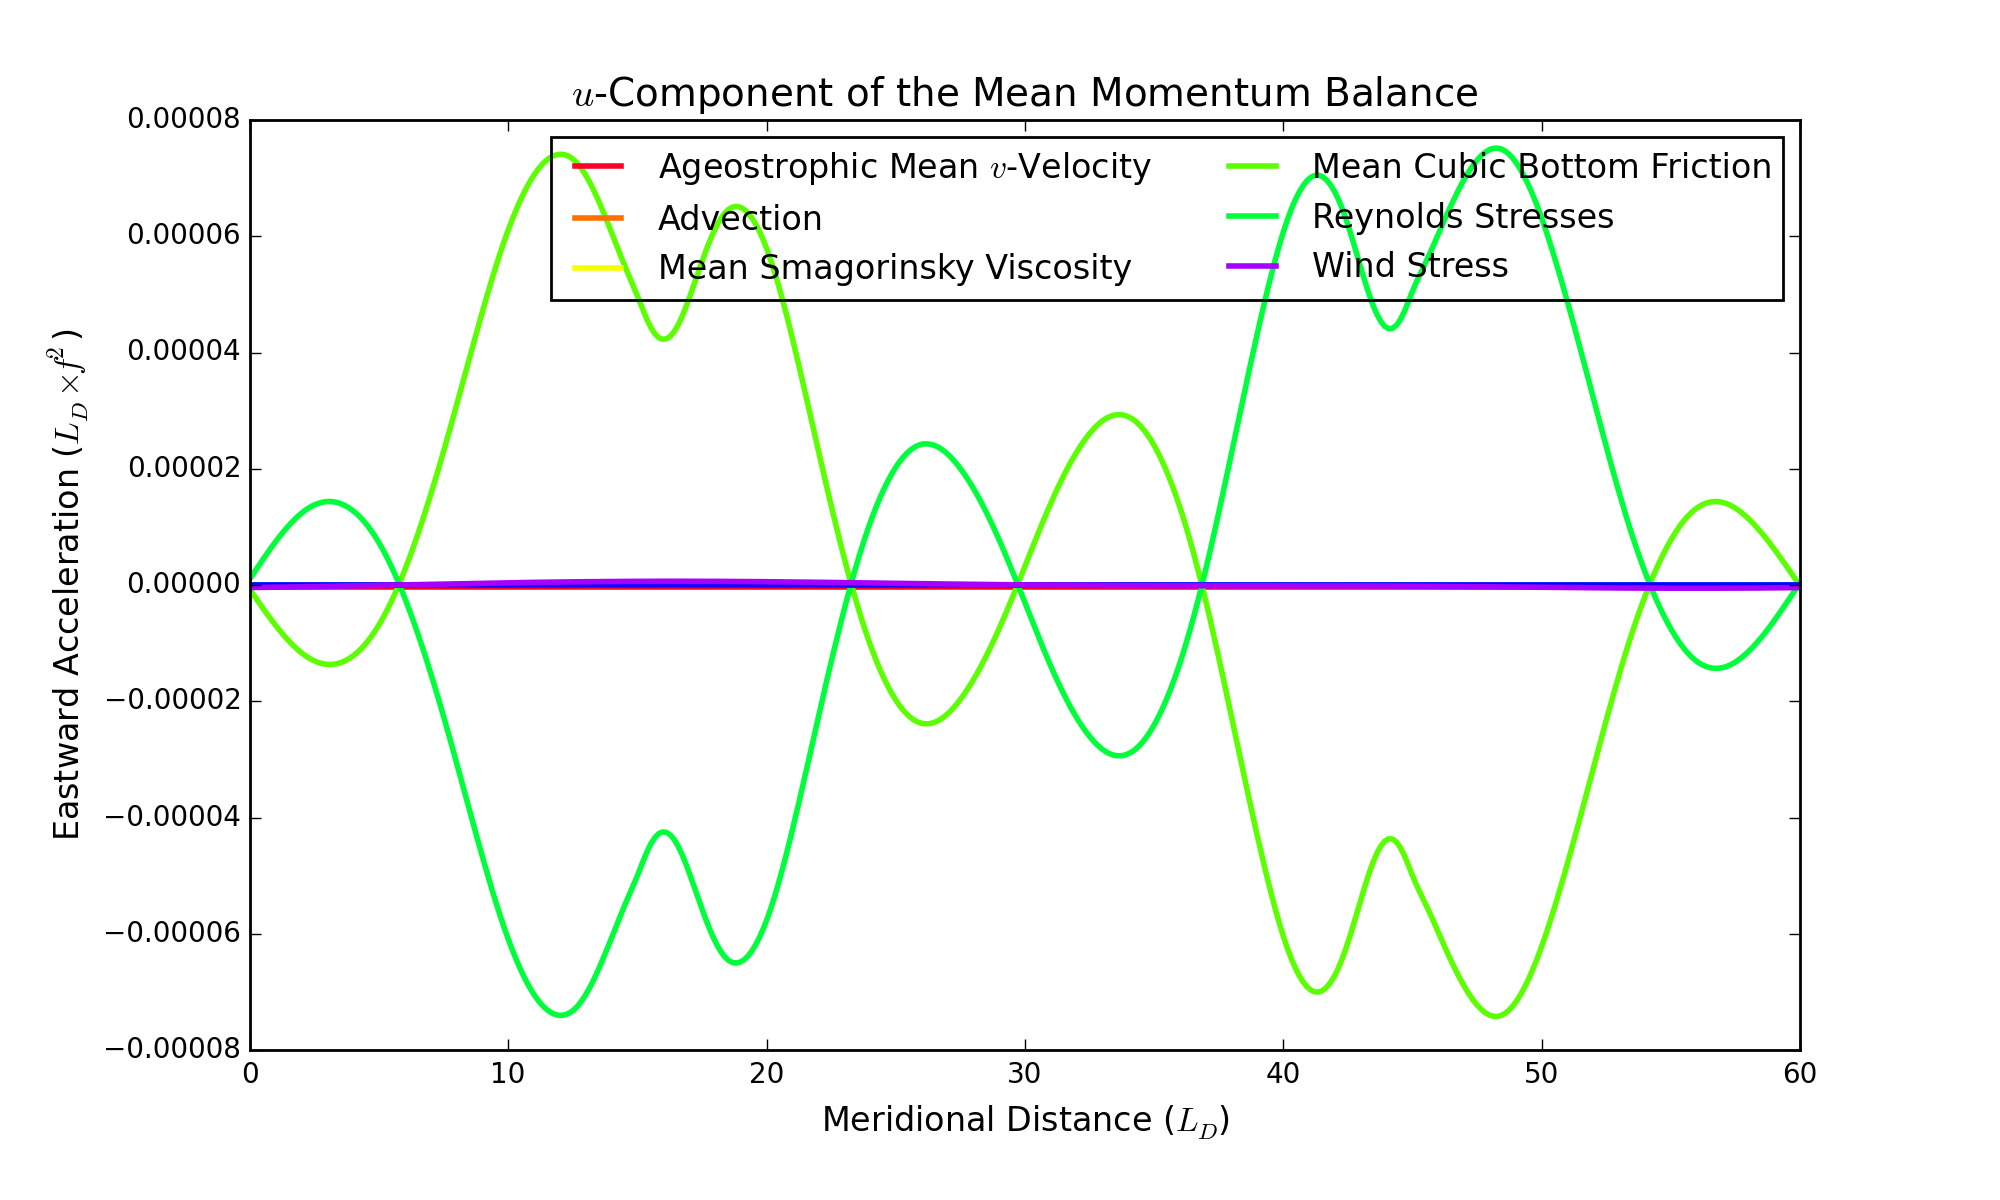 u-Component of the Mean Momentum Balance
Ageostrophic Mean v-Velocity
Advection
Mean Smagorinsky Viscosity
Mean Cubic Bottom Friction
Reynolds Stresses
Wind Stress
Eastward Acceleration (L_D×f²)
0.00008
0.00006
0.00004
0.00002
0.00000
−0.00002
−0.00004
−0.00006
−0.00008
0 10 20 30 40 50 60
Meridional Distance (L_D)